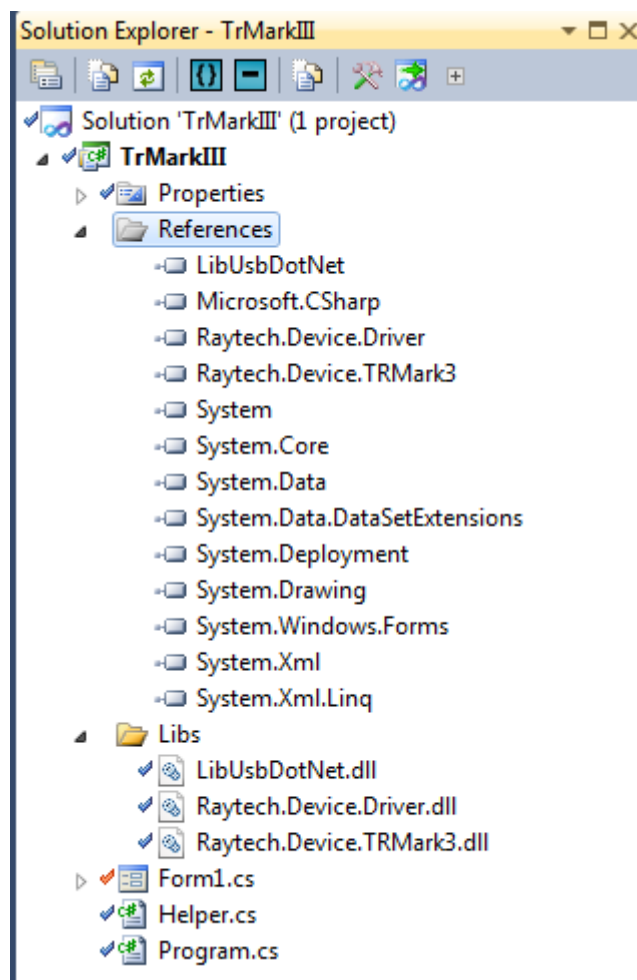 Solution Explorer - TrMarkIII
Solution 'TrMarkIII' (1 project)
TrMarkIII
Properties
References
LibUsbDotNet
Microsoft.CSharp
Raytech.Device.Driver
Raytech.Device.TRMark3
System
System.Core
System.Data
System.Data.DataSetExtensions
System.Deployment
System.Drawing
System.Windows.Forms
System.Xml
System.Xml.Linq
Libs
LibUsbDotNet.dll
Raytech.Device.Driver.dll
Raytech.Device.TRMark3.dll
Form1.cs
Helper.cs
Program.cs